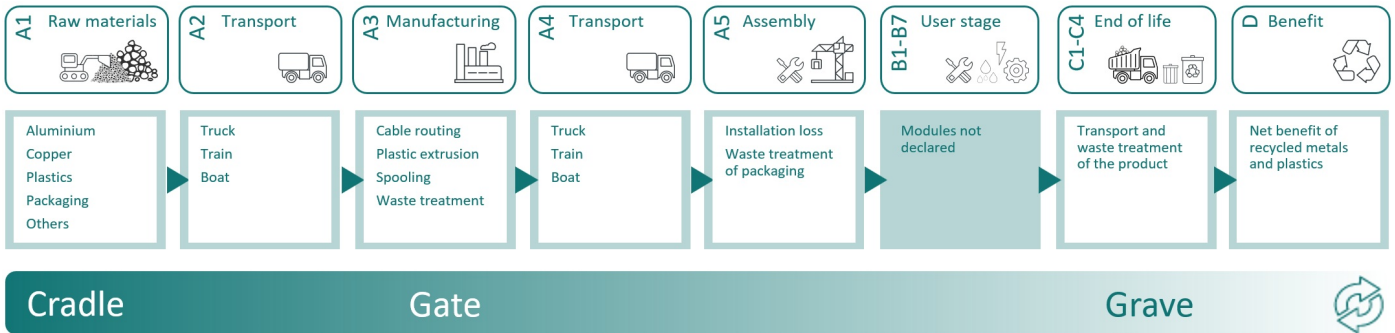 A1 Raw materials
A2 Transport
A3 Manufacturing
A4 Transport
A5 Assembly
B1-B7 User stage
C1-C4 End of life
D Benefit
Aluminium
Copper
Plastics
Packaging
Others
Truck
Train
Boat
Cable routing
Plastic extrusion
Spooling
Waste treatment
Truck
Train
Boat
Installation loss
Waste treatment
of packaging
Modules not
declared
Transport and
waste treatment
of the product
Net benefit of
recycled metals
and plastics
Cradle
Gate
Grave